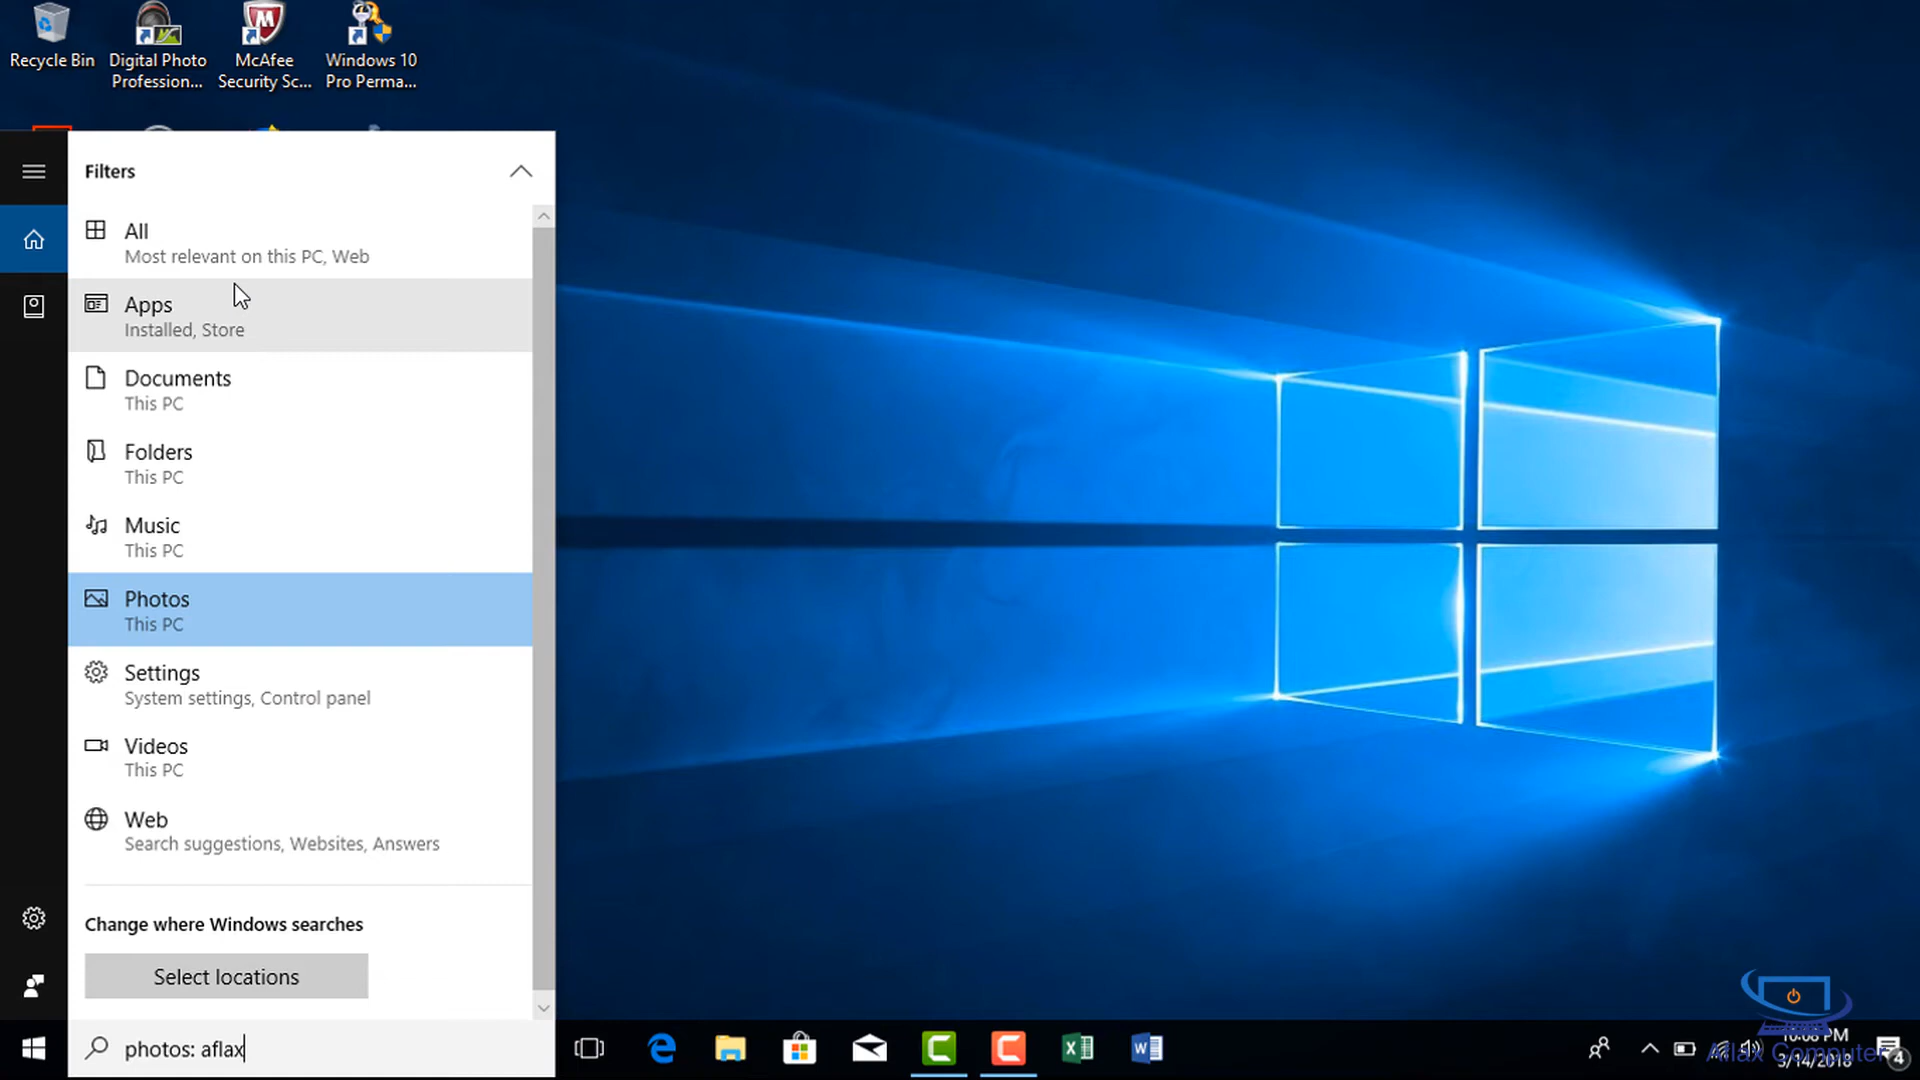 Recycle Bin
Digital Photo
Profession...
McAfee
Security Sc...
Windows 10
Pro Perma...
Filters
All
Most relevant on this PC, Web
Apps
Installed, Store
Documents
This PC
Folders
This PC
Music
This PC
Photos
This PC
Settings
System settings, Control panel
Videos
This PC
Web
Search suggestions, Websites, Answers
Change where Windows searches
Select locations
photos: aflax
10:08 PM
3/14/2018
Aflax Computer
4